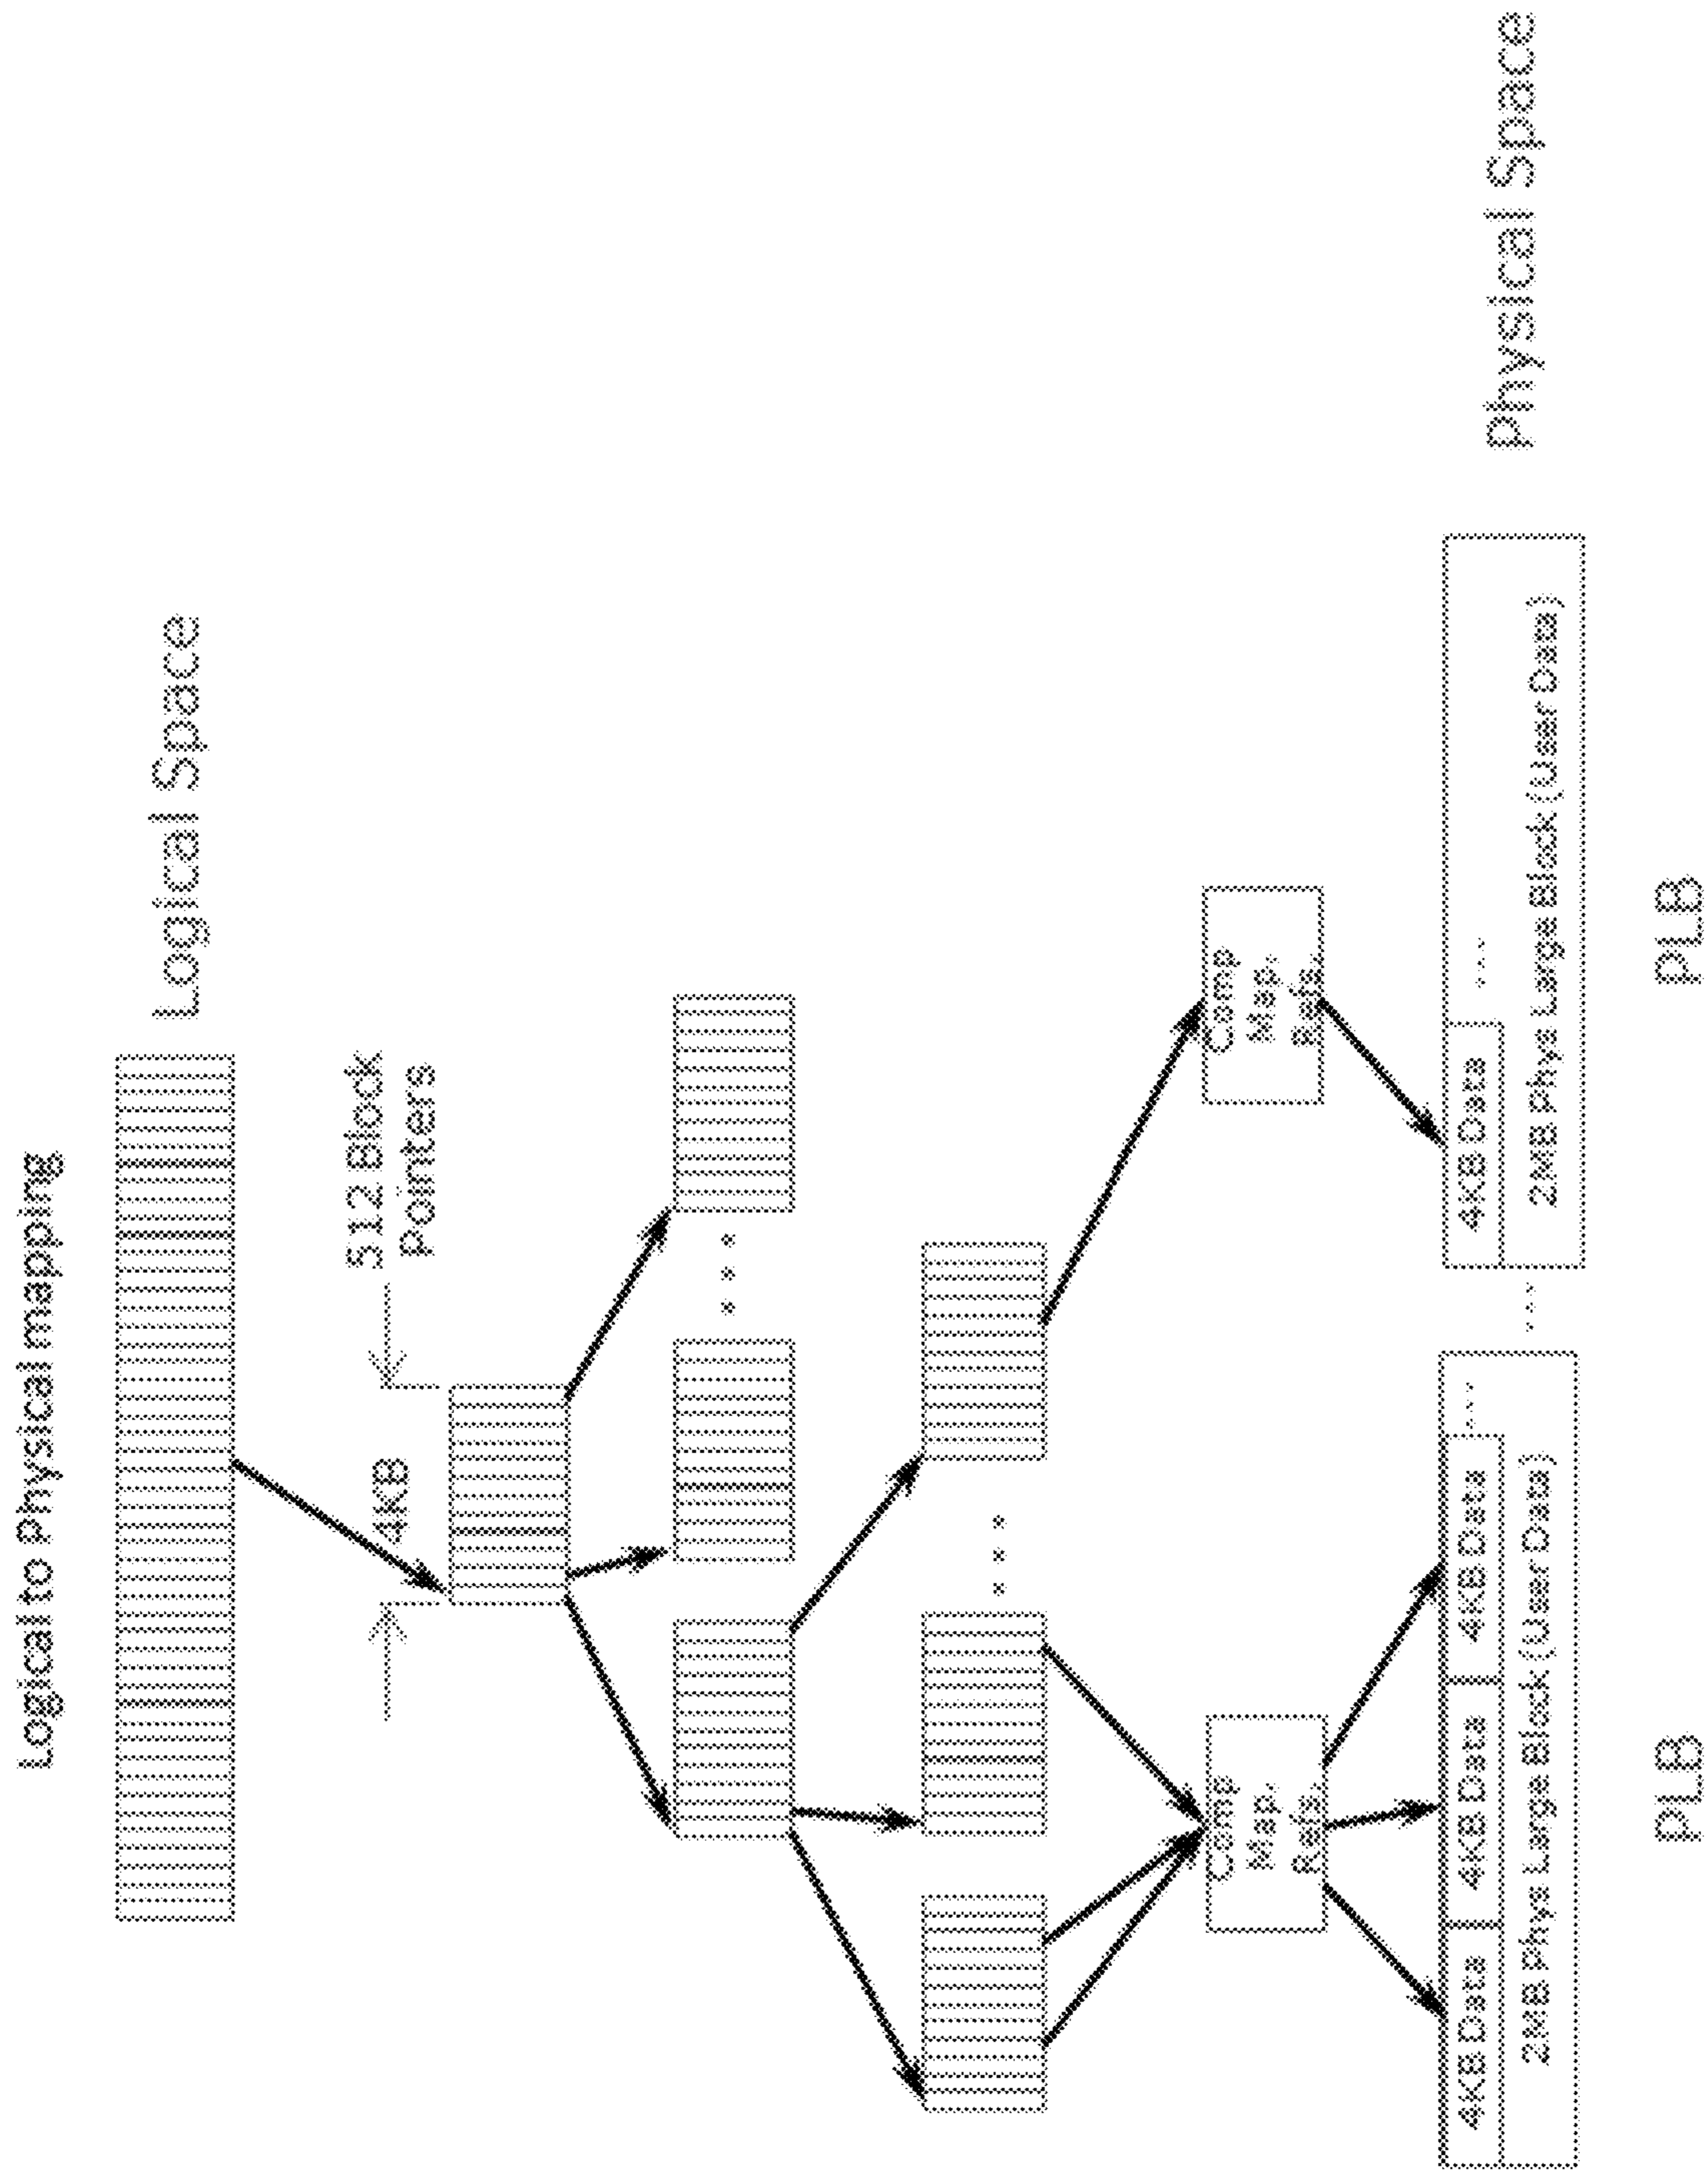 Logical to Physical mapping
Logical Space
4KB
512 Block
Pointers
Comp
Map.
Refs.
Comp
Map.
Refs.
4KB Data
4KB Data
4KB Data
...
2MB Phys Large Block (User Data)
...
4KB Data
...
2MB Phys Large Block (User Data)
Physical Space
PLB
PLB